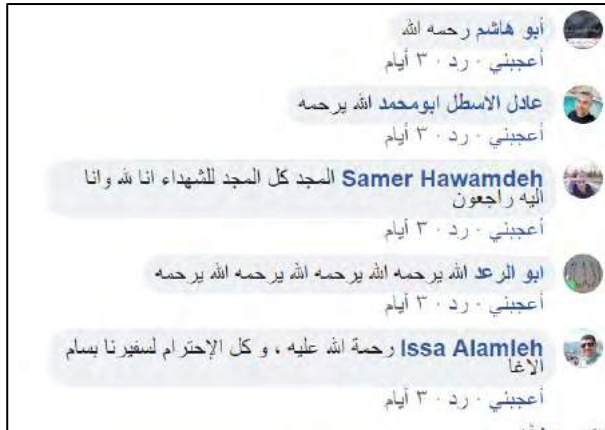 أبو هاشم رحمه الله
أعجبني · رد · ٣ أيام
عادل الاسطل ابومحمد الله يرحمه
أعجبني · رد · ٣ أيام
Samer Hawamdeh المجد كل المجد للشهداء انا لله وانا
اليه راجعون
أعجبني · رد · ٣ أيام
ابو الرعد الله يرحمه الله يرحمه الله يرحمه الله يرحمه
أعجبني · رد · ٣ أيام
Issa Alamleh رحمة الله عليه ، و كل الإحترام لسفيرنا بسام
الاغا
أعجبني · رد · ٣ أيام